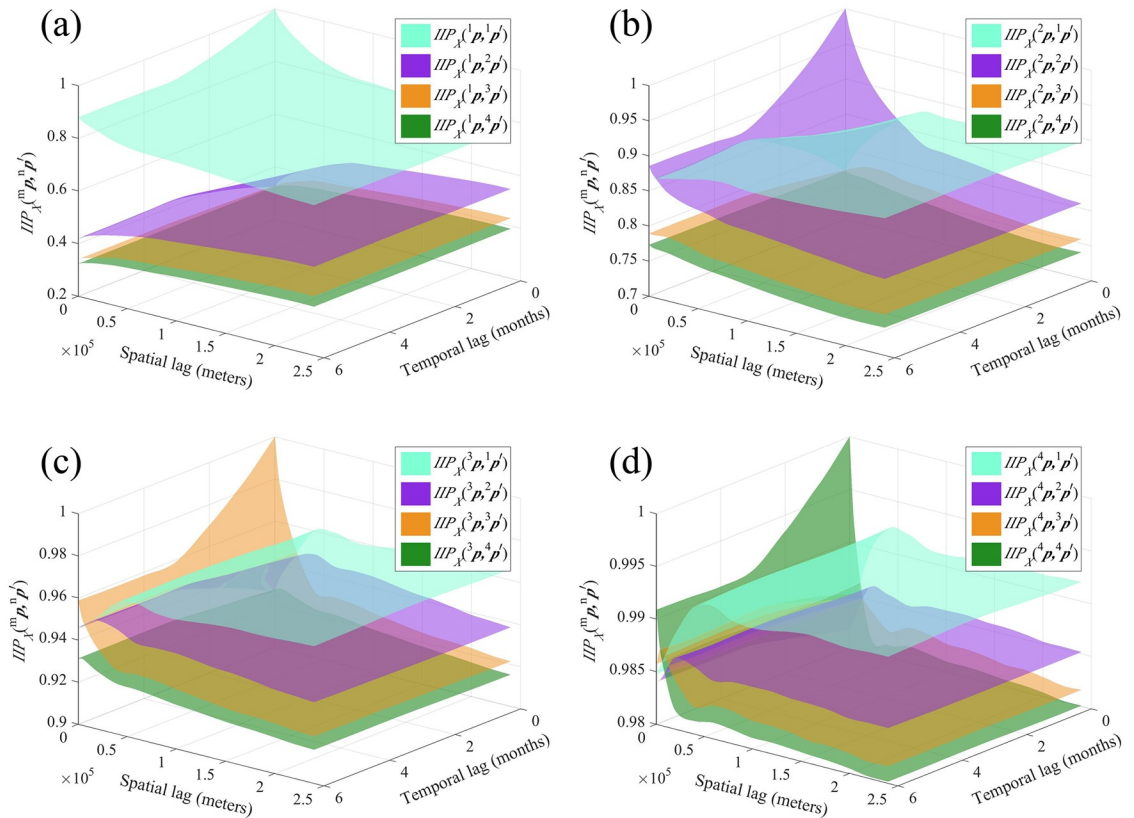 (a)
IIP_X(¹p,¹p′)
IIP_X(¹p,²p′)
IIP_X(¹p,³p′)
IIP_X(¹p,⁴p′)
IIP_X(ᵐp,ⁿp′)
1
0.8
0.6
0.4
0.2
0
0.5
1
1.5
2
2.5
×10⁵
Spatial lag (meters)
6
4
2
0
Temporal lag (months)
(b)
IIP_X(²p,¹p′)
IIP_X(²p,²p′)
IIP_X(²p,³p′)
IIP_X(²p,⁴p′)
IIP_X(ᵐp,ⁿp′)
1
0.95
0.9
0.85
0.8
0.75
0.7
0
0.5
1
1.5
2
2.5
×10⁵
Spatial lag (meters)
6
4
2
0
Temporal lag (months)
(c)
IIP_X(³p,¹p′)
IIP_X(³p,²p′)
IIP_X(³p,³p′)
IIP_X(³p,⁴p′)
IIP_X(ᵐp,ⁿp′)
1
0.98
0.96
0.94
0.92
0.9
0
0.5
1
1.5
2
2.5
×10⁵
Spatial lag (meters)
6
4
2
0
Temporal lag (months)
(d)
IIP_X(⁴p,¹p′)
IIP_X(⁴p,²p′)
IIP_X(⁴p,³p′)
IIP_X(⁴p,⁴p′)
IIP_X(ᵐp,ⁿp′)
1
0.995
0.99
0.985
0.98
0
0.5
1
1.5
2
2.5
×10⁵
Spatial lag (meters)
6
4
2
0
Temporal lag (months)